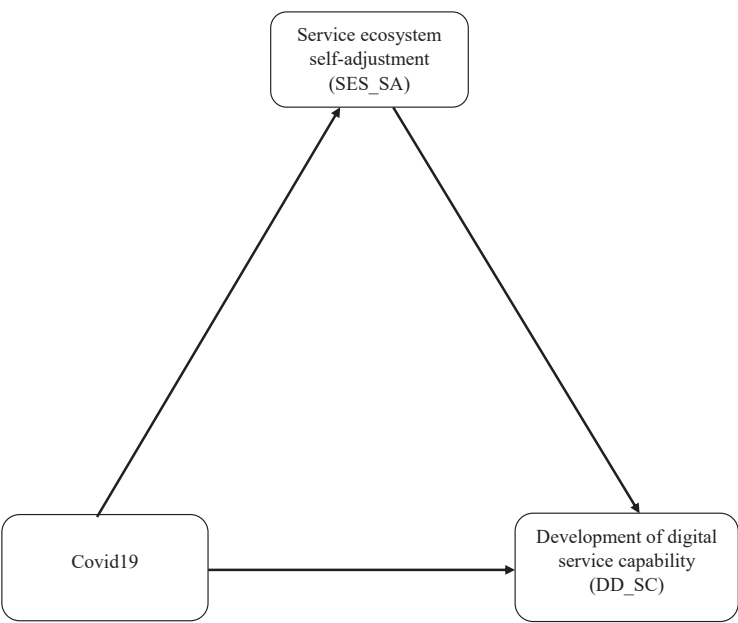 Service ecosystem
self-adjustment
(SES_SA)
Covid19
Development of digital
service capability
(DD_SC)